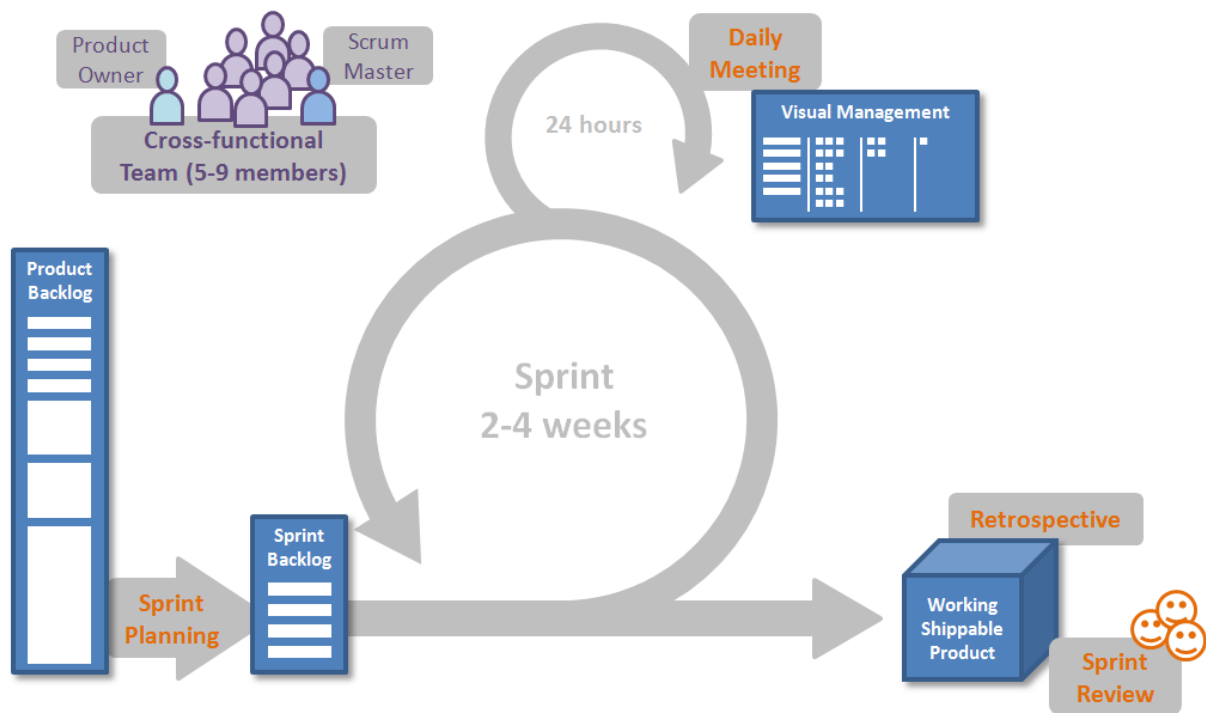 Product
Owner
Scrum
Master
Cross-functional
Team (5-9 members)
Daily
Meeting
24 hours
Visual Management
Product
Backlog
Sprint
2-4 weeks
Sprint
Planning
Sprint
Backlog
Retrospective
Working
Shippable
Product
Sprint
Review